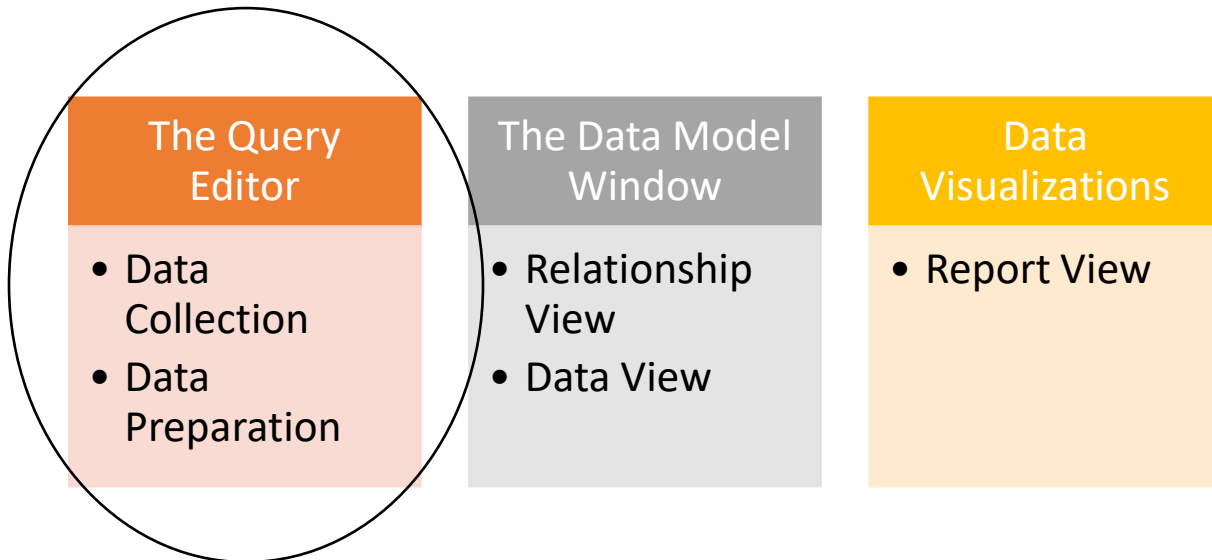 The Query
Editor
• Data
Collection
• Data
Preparation
The Data Model
Window
• Relationship
View
• Data View
Data
Visualizations
• Report View